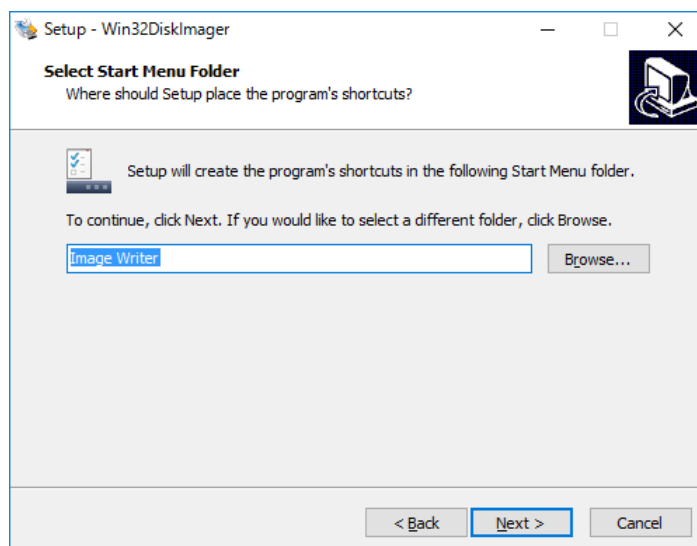 Setup - Win32DiskImager
Select Start Menu Folder
Where should Setup place the program's shortcuts?
Setup will create the program's shortcuts in the following Start Menu folder.
To continue, click Next. If you would like to select a different folder, click Browse.
Image Writer
Browse...
< Back
Next >
Cancel